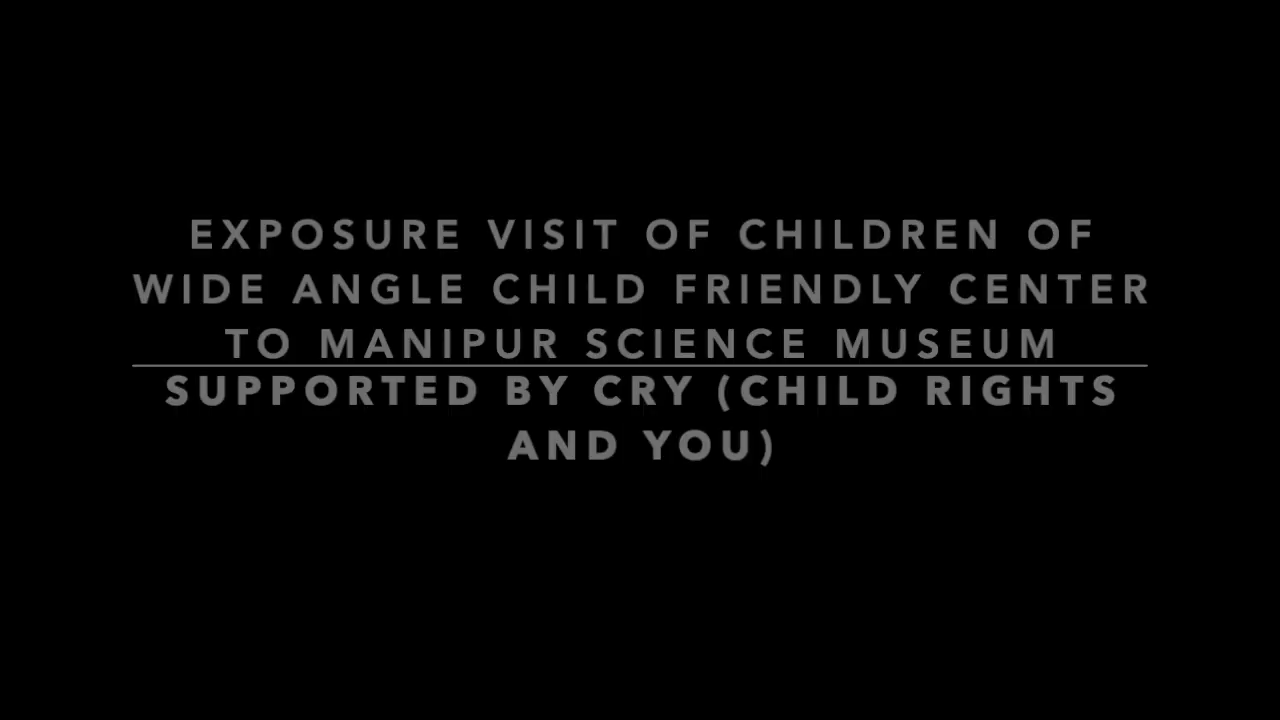 EXPOSURE VISIT OF CHILDREN OF
WIDE ANGLE CHILD FRIENDLY CENTER
TO MANIPUR SCIENCE MUSEUM
SUPPORTED BY CRY (CHILD RIGHTS
AND YOU)